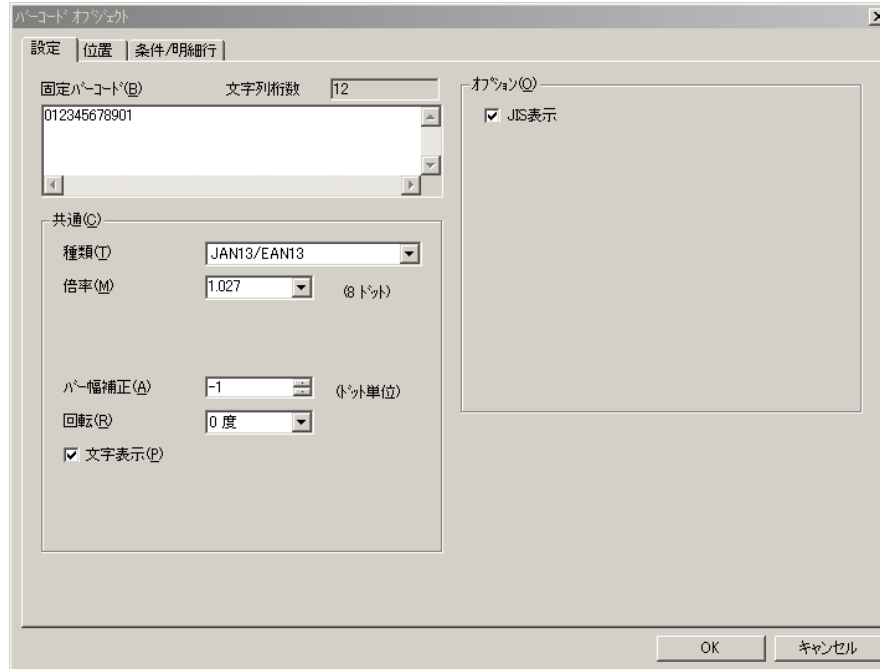 バーコード オブジェクト
設定 位置 条件/明細行
固定バーコード(B) 文字列桁数 12
012345678901
共通(C)
種類(T) JAN13/EAN13
倍率(M) 1.027 (8 ドット)
バー幅補正(A) -1 (ドット単位)
回転(R) 0 度
文字表示(P)
オプション(O)
JIS表示
OK キャンセル